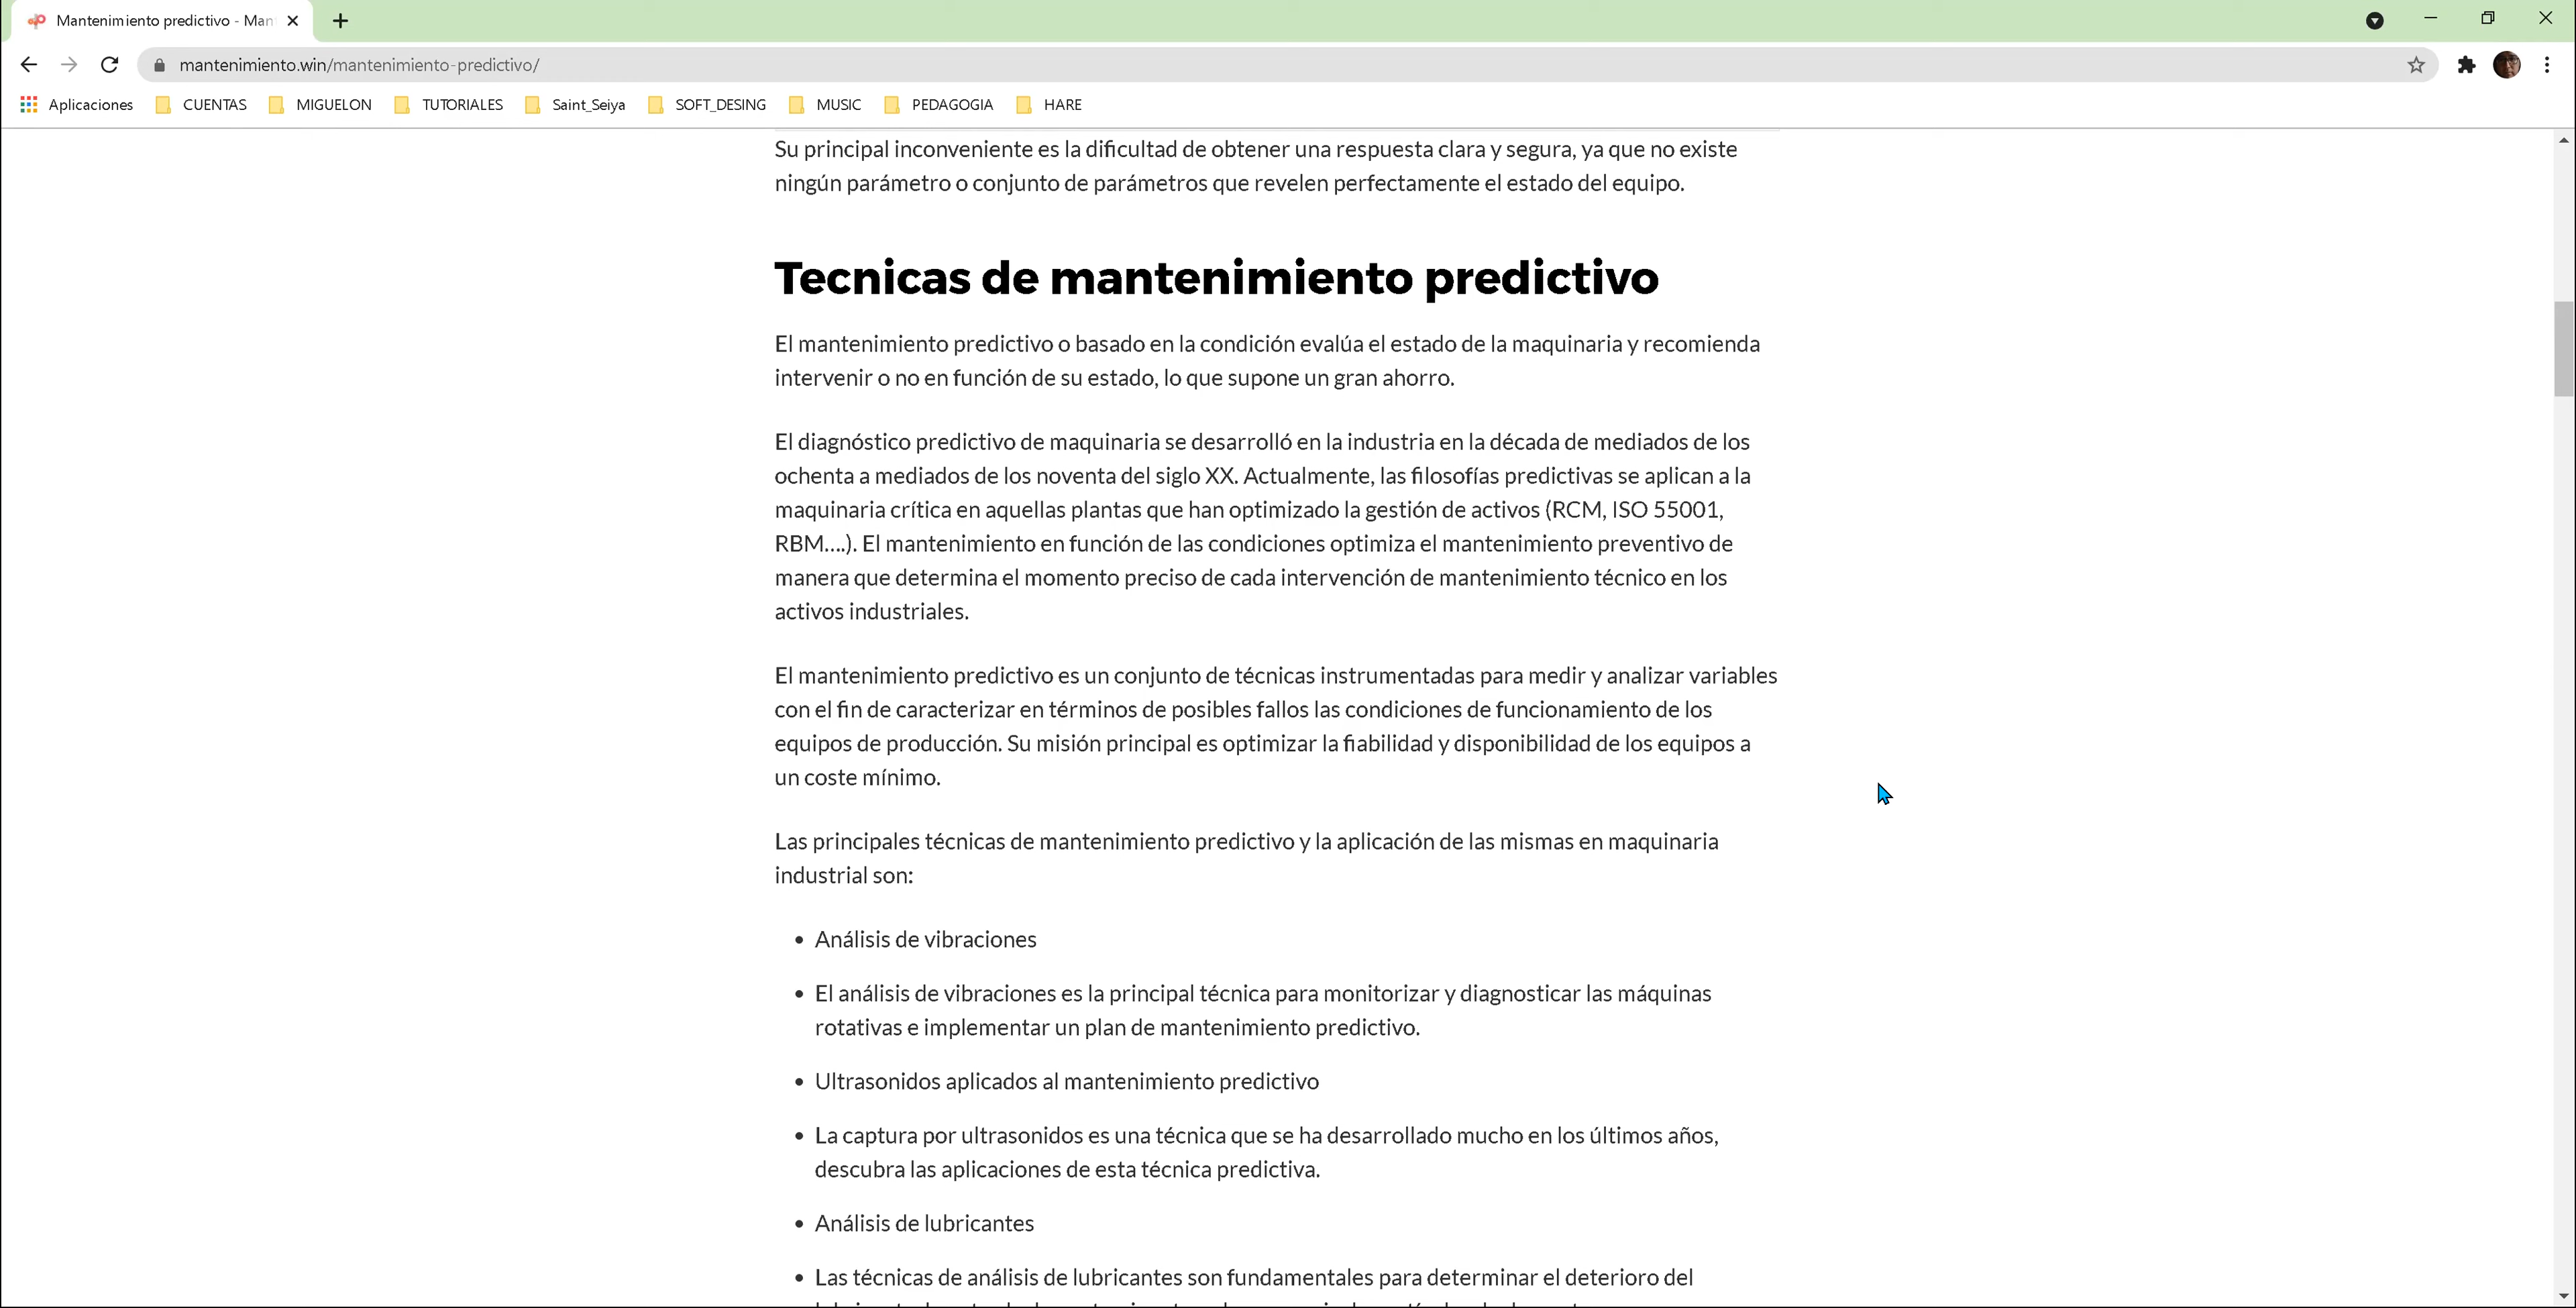 Mantenimiento predictivo - Man
mantenimiento.win/mantenimiento-predictivo/
Aplicaciones CUENTAS MIGUELON TUTORIALES Saint_Seiya SOFT_DESING MUSIC PEDAGOGIA HARE
Su principal inconveniente es la dificultad de obtener una respuesta clara y segura, ya que no existe
ningún parámetro o conjunto de parámetros que revelen perfectamente el estado del equipo.
Tecnicas de mantenimiento predictivo
El mantenimiento predictivo o basado en la condición evalúa el estado de la maquinaria y recomienda
intervenir o no en función de su estado, lo que supone un gran ahorro.
El diagnóstico predictivo de maquinaria se desarrolló en la industria en la década de mediados de los
ochenta a mediados de los noventa del siglo XX. Actualmente, las filosofías predictivas se aplican a la
maquinaria crítica en aquellas plantas que han optimizado la gestión de activos (RCM, ISO 55001,
RBM….). El mantenimiento en función de las condiciones optimiza el mantenimiento preventivo de
manera que determina el momento preciso de cada intervención de mantenimiento técnico en los
activos industriales.
El mantenimiento predictivo es un conjunto de técnicas instrumentadas para medir y analizar variables
con el fin de caracterizar en términos de posibles fallos las condiciones de funcionamiento de los
equipos de producción. Su misión principal es optimizar la fiabilidad y disponibilidad de los equipos a
un coste mínimo.
Las principales técnicas de mantenimiento predictivo y la aplicación de las mismas en maquinaria
industrial son:
• Análisis de vibraciones
• El análisis de vibraciones es la principal técnica para monitorizar y diagnosticar las máquinas
rotativas e implementar un plan de mantenimiento predictivo.
• Ultrasonidos aplicados al mantenimiento predictivo
• La captura por ultrasonidos es una técnica que se ha desarrollado mucho en los últimos años,
descubra las aplicaciones de esta técnica predictiva.
• Análisis de lubricantes
• Las técnicas de análisis de lubricantes son fundamentales para determinar el deterioro del